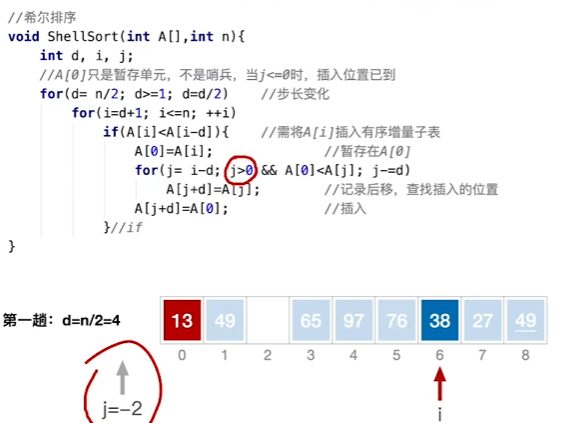 //希尔排序
void ShellSort(int A[],int n){
    int d, i, j;
    //A[0]只是暂存单元，不是哨兵，当j<=0时，插入位置已到
    for(d= n/2; d>=1; d=d/2)    //步长变化
        for(i=d+1; i<=n; ++i)
            if(A[i]<A[i-d]){    //需将A[i]插入有序增量子表
                A[0]=A[i];    //暂存在A[0]
                for(j= i-d; j>0 && A[0]<A[j]; j-=d)
                    A[j+d]=A[j];    //记录后移，查找插入的位置
                A[j+d]=A[0];    //插入
            }//if
}
第一趟：d=n/2=4 13 49 65 97 76 38 27 49
0 1 2 3 4 5 6 7 8
j=-2 i